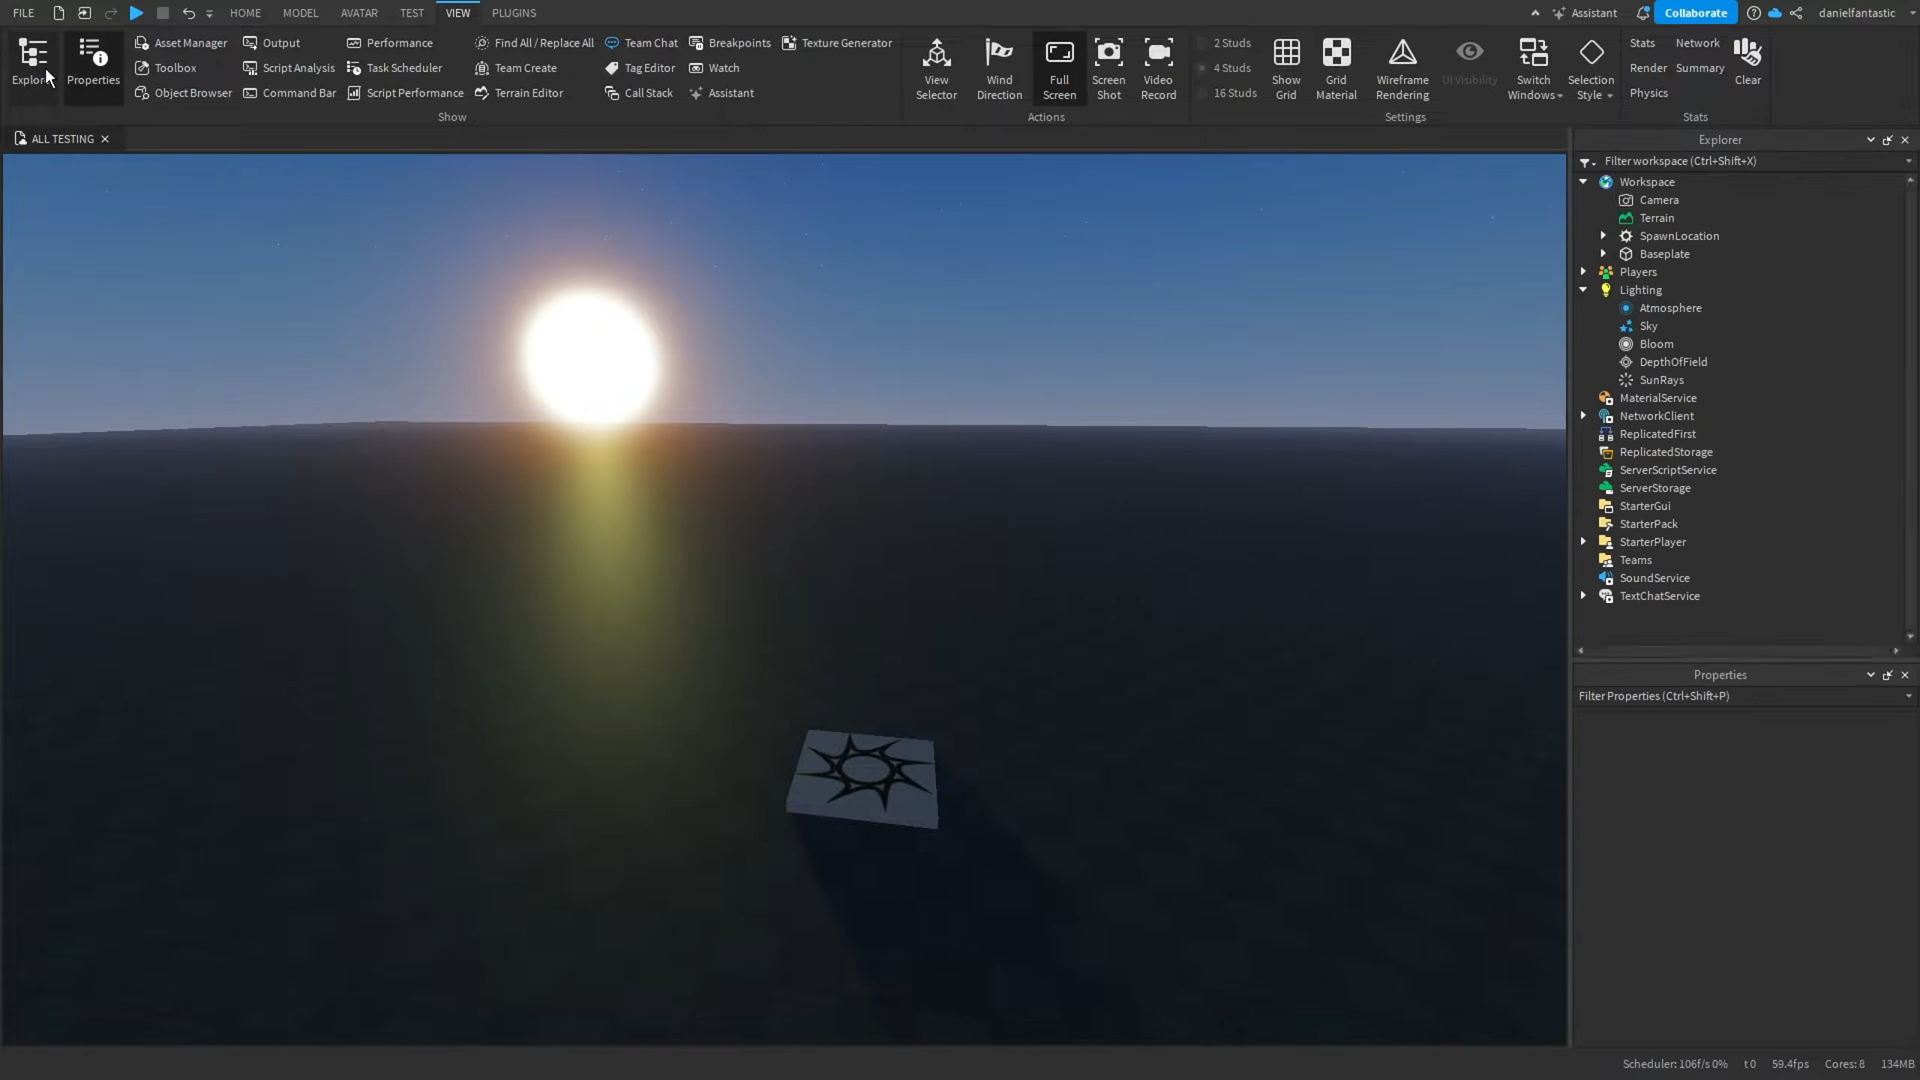 FILE HOME MODEL AVATAR TEST VIEW PLUGINS Assistant Collaborate danielfantastic
Asset Manager Output Performance Find All / Replace All Team Chat Breakpoints Texture Generator 2 Studs Stats Network
Toolbox Script Analysis Task Scheduler Team Create Tag Editor Watch 4 Studs Render Summary
Explorer Properties View Wind Full Screen Video Show Grid Wireframe UI Visibility Switch Selection Clear
Object Browser Command Bar Script Performance Terrain Editor Call Stack Assistant Selector Direction Screen Shot Record 16 Studs Grid Material Rendering Windows Style Physics
Show Actions Settings Stats
ALL TESTING
Explorer
Filter workspace (Ctrl+Shift+X)
Workspace
Camera
Terrain
SpawnLocation
Baseplate
Players
Lighting
Atmosphere
Sky
Bloom
DepthOfField
SunRays
MaterialService
NetworkClient
ReplicatedFirst
ReplicatedStorage
ServerScriptService
ServerStorage
StarterGui
StarterPack
StarterPlayer
Teams
SoundService
TextChatService
Properties
Filter Properties (Ctrl+Shift+P)
Scheduler: 106f/s 0% t 0 59.4fps Cores: 8 134MB